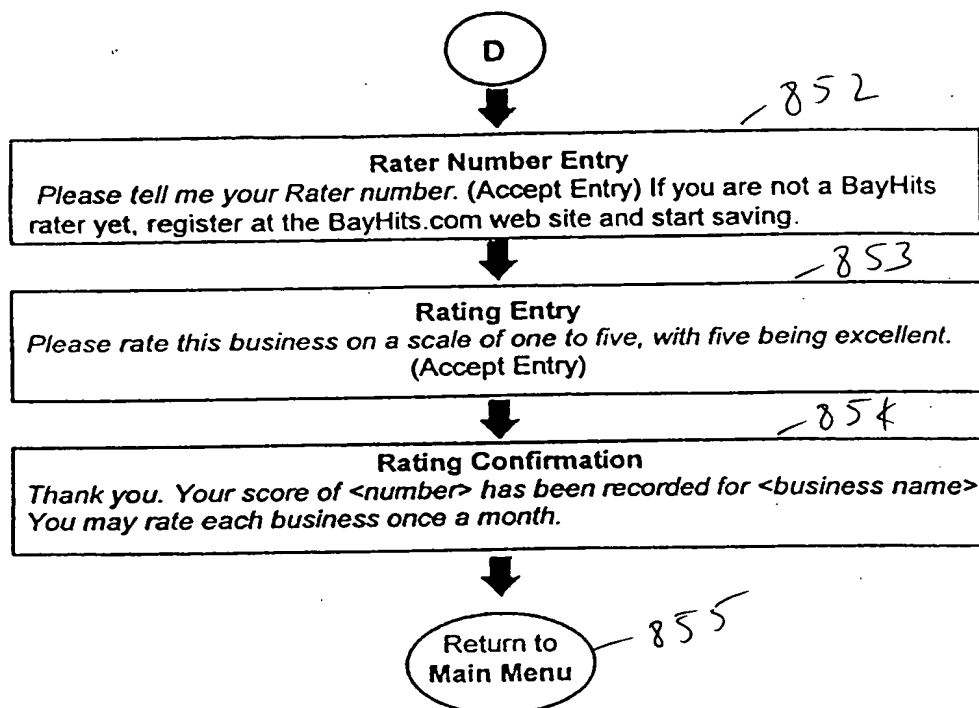 D
852
Rater Number Entry
Please tell me your Rater number. (Accept Entry) If you are not a BayHits
rater yet, register at the BayHits.com web site and start saving.
853
Rating Entry
Please rate this business on a scale of one to five, with five being excellent.
(Accept Entry)
854
Rating Confirmation
Thank you. Your score of <number> has been recorded for <business name>
You may rate each business once a month.
Return to
Main Menu
855